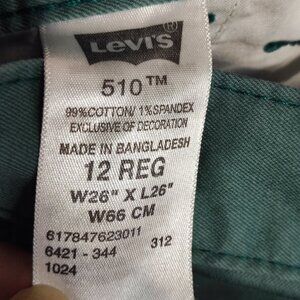 LEVI'S®
510™
99%COTTON/1%SPANDEX
EXCLUSIVE OF DECORATION
MADE IN BANGLADESH
12 REG
W26" X L26"
W66 CM
617847623011
6421 - 344 312
1024